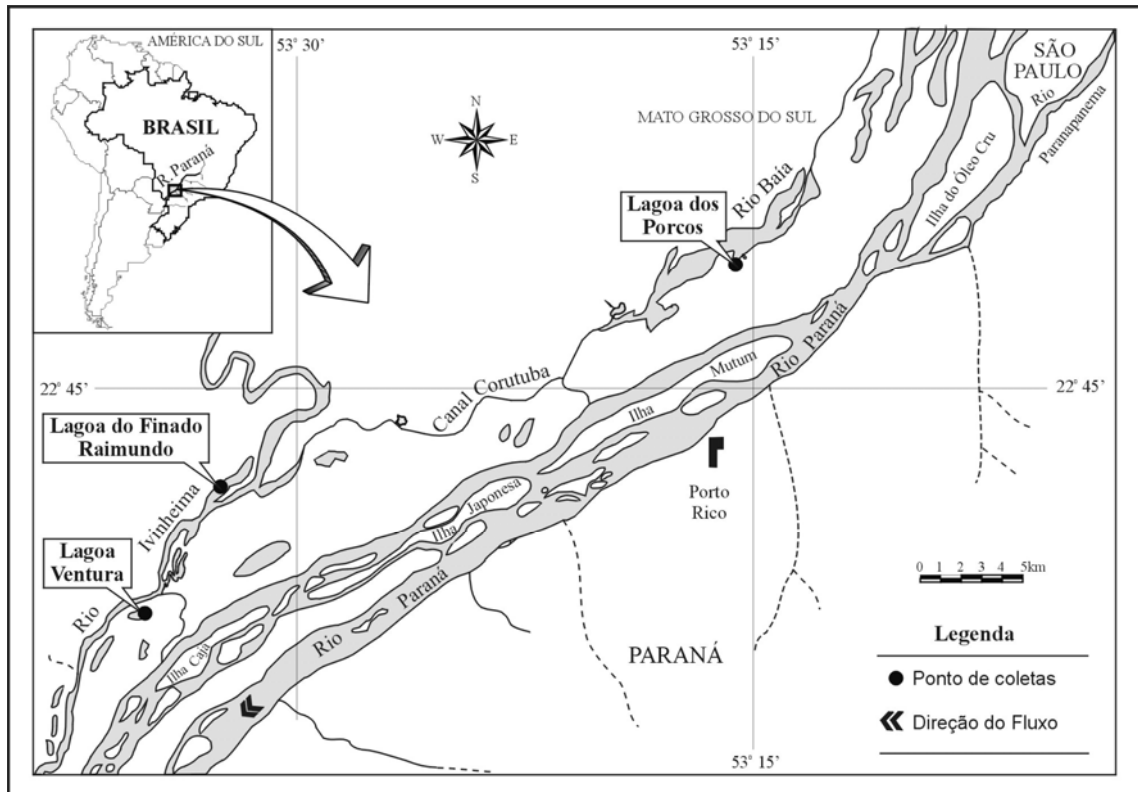 AMÉRICA DO SUL
BRASIL
R. Paraná
53° 30'
53° 15'
N
W E
S
MATO GROSSO DO SUL
SÃO
PAULO
Rio
Paranapanema
Ilha do Óleo Cru
Rio Baía
Lagoa dos
Porcos
Rio Paraná
Mutum
Ilha
22° 45'
22° 45'
Canal Corutuba
Lagoa do Finado
Raimundo
Ivinheima
Rio
Lagoa
Ventura
Japonesa
Ilha
Porto
Rico
Rio Paraná
Ilha Caja
PARANÁ
0 1 2 3 4 5km
Legenda
Ponto de coletas
Direção do Fluxo
53° 15'